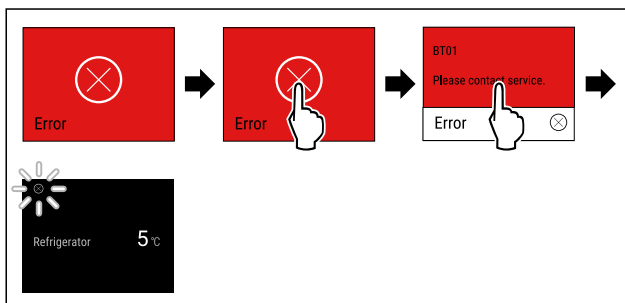 Error
Error
BT01
Please contact service.
Error
Refrigerator 5 °C